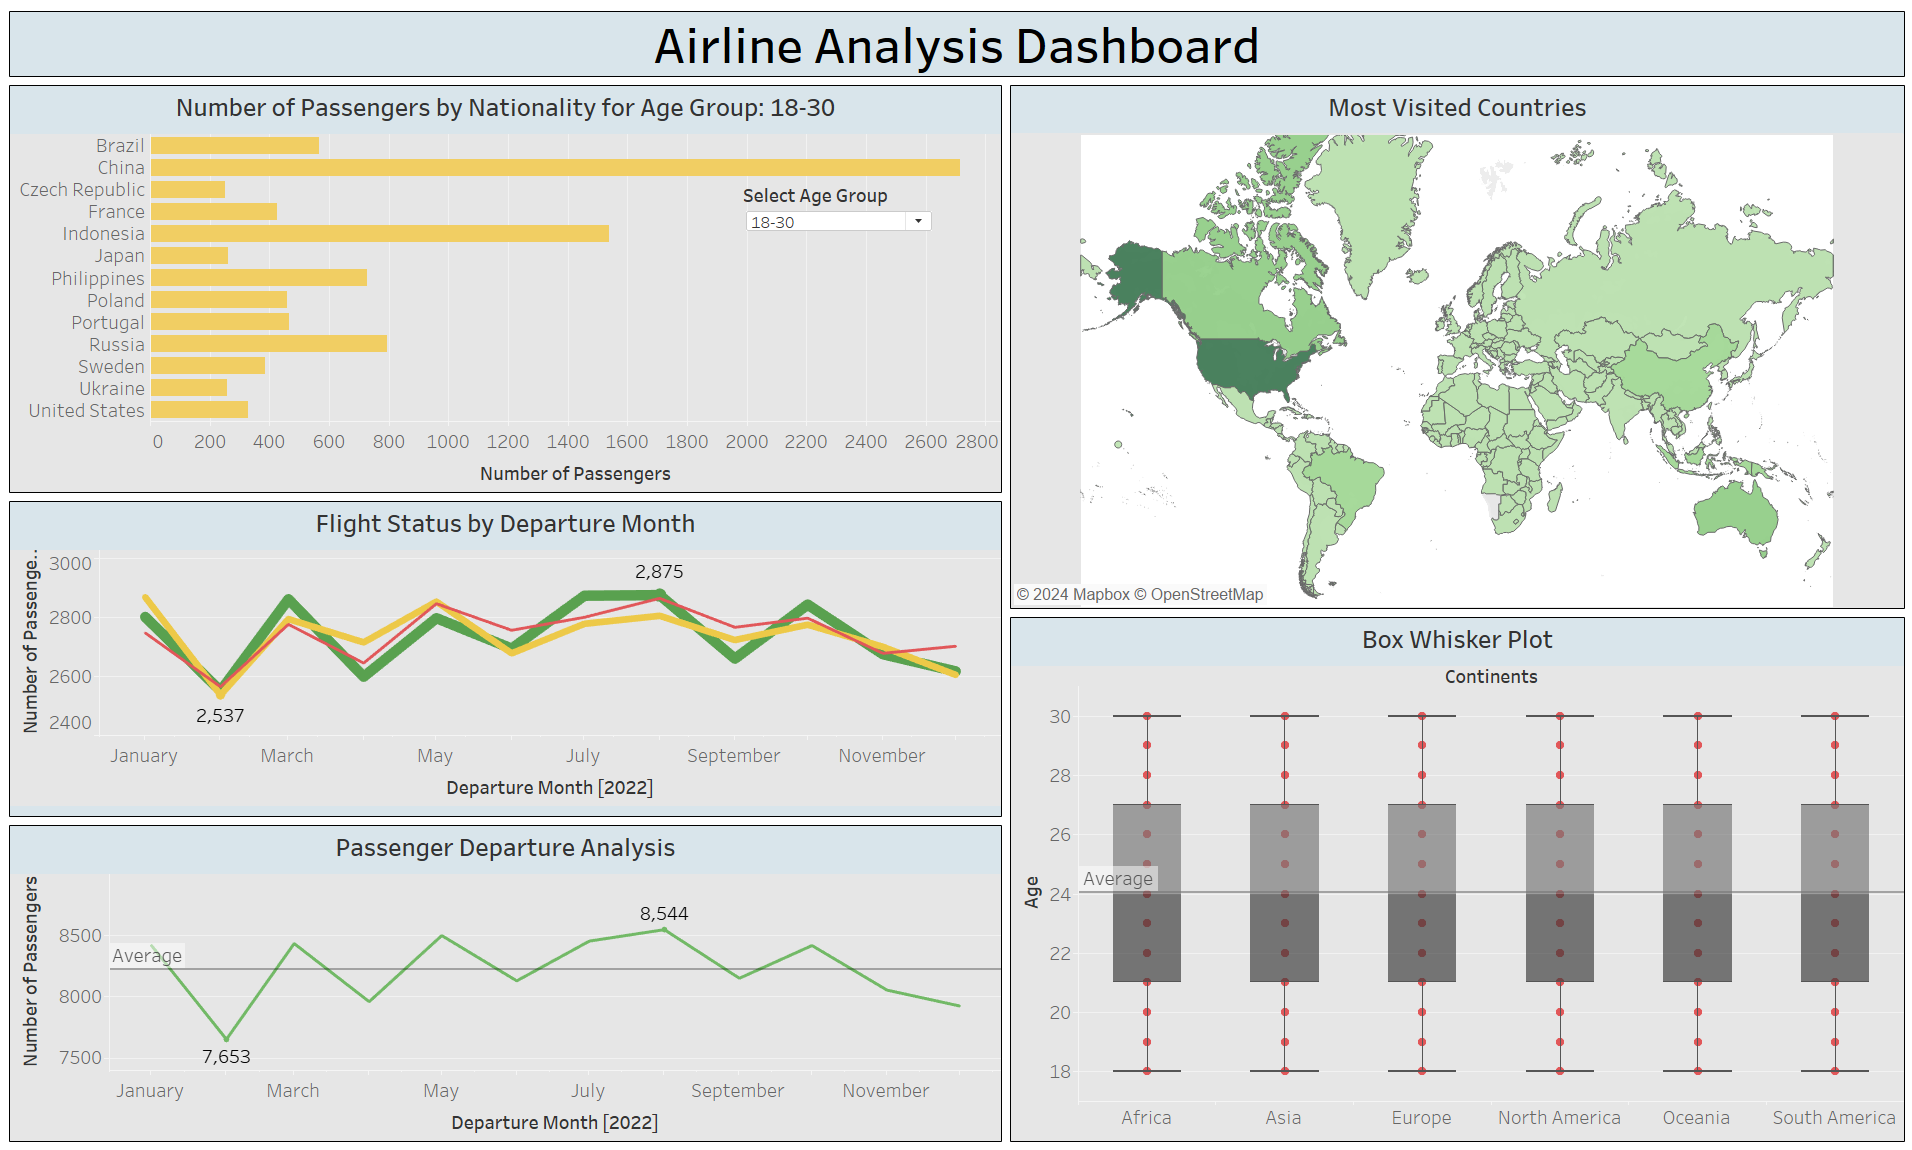 Airline Analysis Dashboard
Number of Passengers by Nationality for Age Group: 18-30
Brazil
China
Czech Republic
France
Indonesia
Japan
Philippines
Poland
Portugal
Russia
Sweden
Ukraine
United States
Select Age Group
18-30
0 200 400 600 800 1000 1200 1400 1600 1800 2000 2200 2400 2600 2800
Number of Passengers
Most Visited Countries
© 2024 Mapbox © OpenStreetMap
Flight Status by Departure Month
Number of Passenge..
3000
2800
2600
2400
2,875
2,537
January March May July September November
Departure Month [2022]
Passenger Departure Analysis
Number of Passengers
8500
8000
7500
Average
8,544
7,653
January March May July September November
Departure Month [2022]
Box Whisker Plot
Continents
Age
30
28
26
24
22
20
18
Average
Africa Asia Europe North America Oceania South America